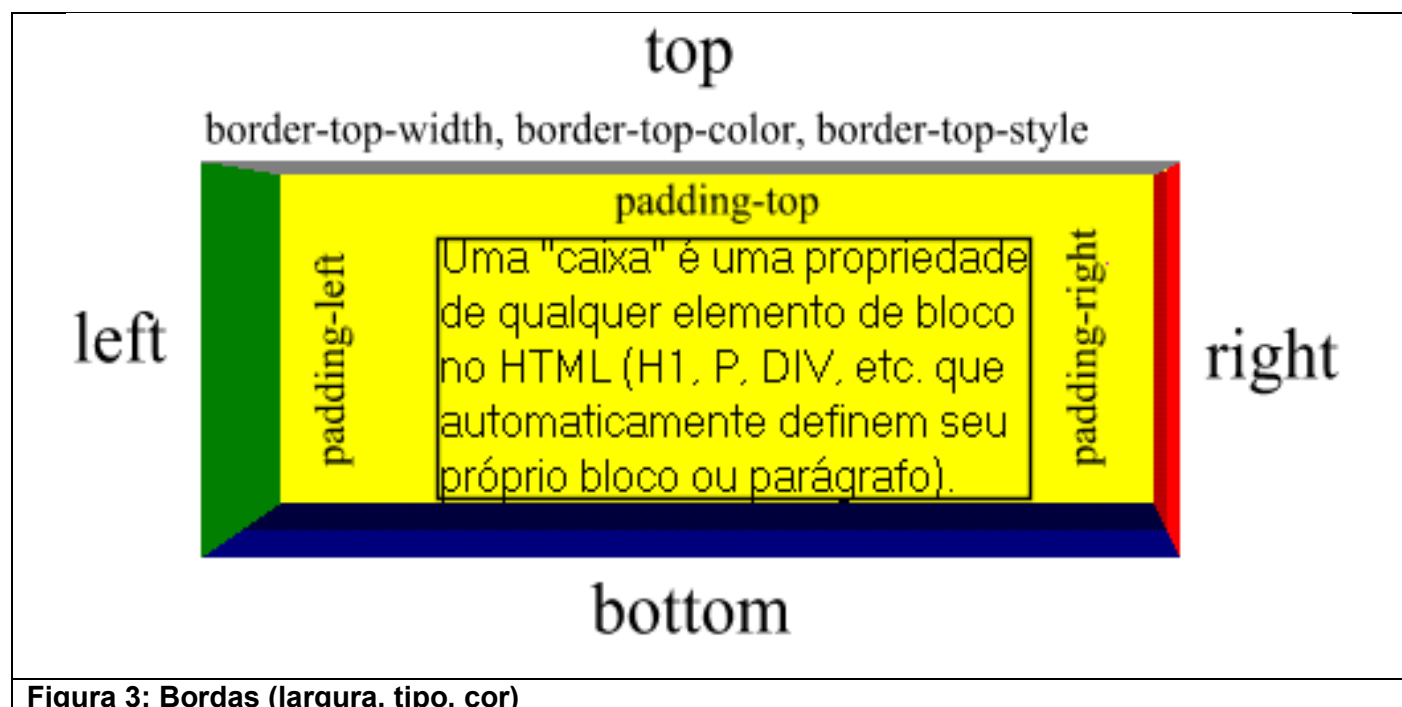 top
border-top-width, border-top-color, border-top-style
padding-top
left
padding-left
Uma "caixa" é uma propriedade
de qualquer elemento de bloco
no HTML (H1, P, DIV, etc. que
automaticamente definem seu
próprio bloco ou parágrafo).
padding-right
right
bottom
Figura 3: Bordas (largura, tipo, cor)